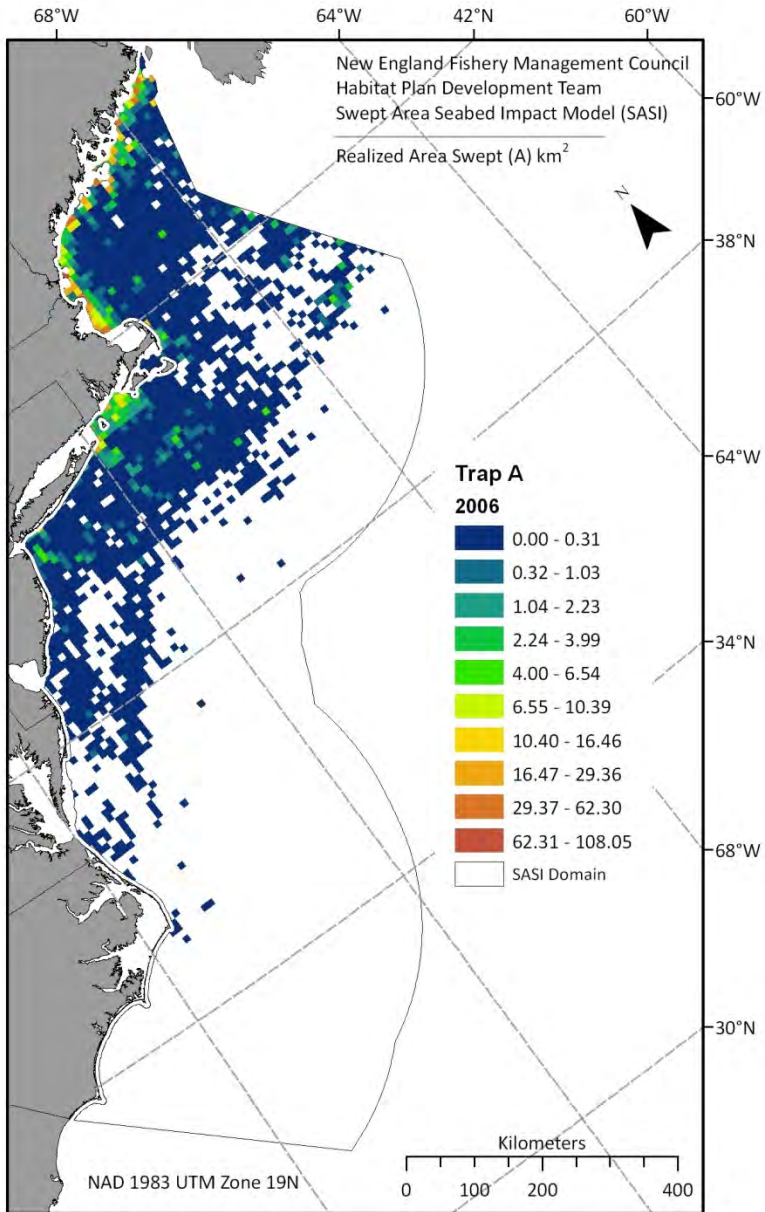 68°W 64°W 42°N 60°W
New England Fishery Management Council
Habitat Plan Development Team
Swept Area Seabed Impact Model (SASI)
Realized Area Swept (A) km²
N
60°W
38°N
64°W
34°N
68°W
30°N
Trap A
2006
0.00 - 0.31
0.32 - 1.03
1.04 - 2.23
2.24 - 3.99
4.00 - 6.54
6.55 - 10.39
10.40 - 16.46
16.47 - 29.36
29.37 - 62.30
62.31 - 108.05
SASI Domain
Kilometers
0 100 200 300 400
NAD 1983 UTM Zone 19N